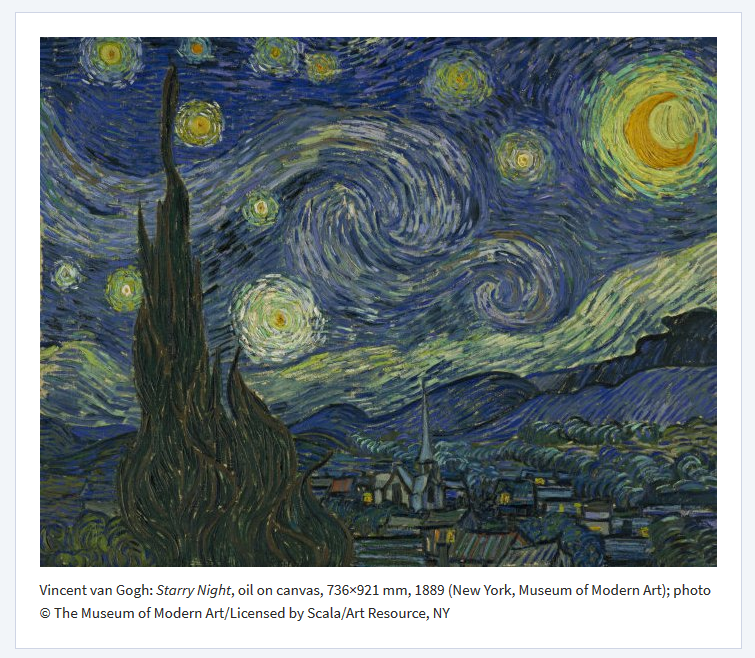 Vincent van Gogh: Starry Night, oil on canvas, 736×921 mm, 1889 (New York, Museum of Modern Art); photo
© The Museum of Modern Art/Licensed by Scala/Art Resource, NY